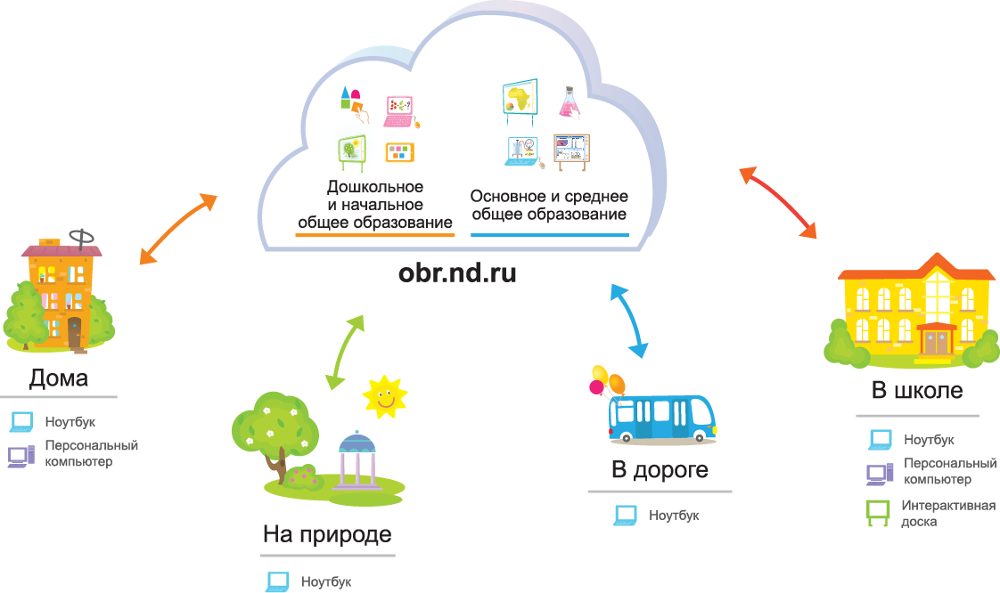 Дошкольное
и начальное
общее образование
Основное и среднее
общее образование
obr.nd.ru
Дома
Ноутбук
Персональный
компьютер
На природе
Ноутбук
В дороге
Ноутбук
В школе
Ноутбук
Персональный
компьютер
Интерактивная
доска